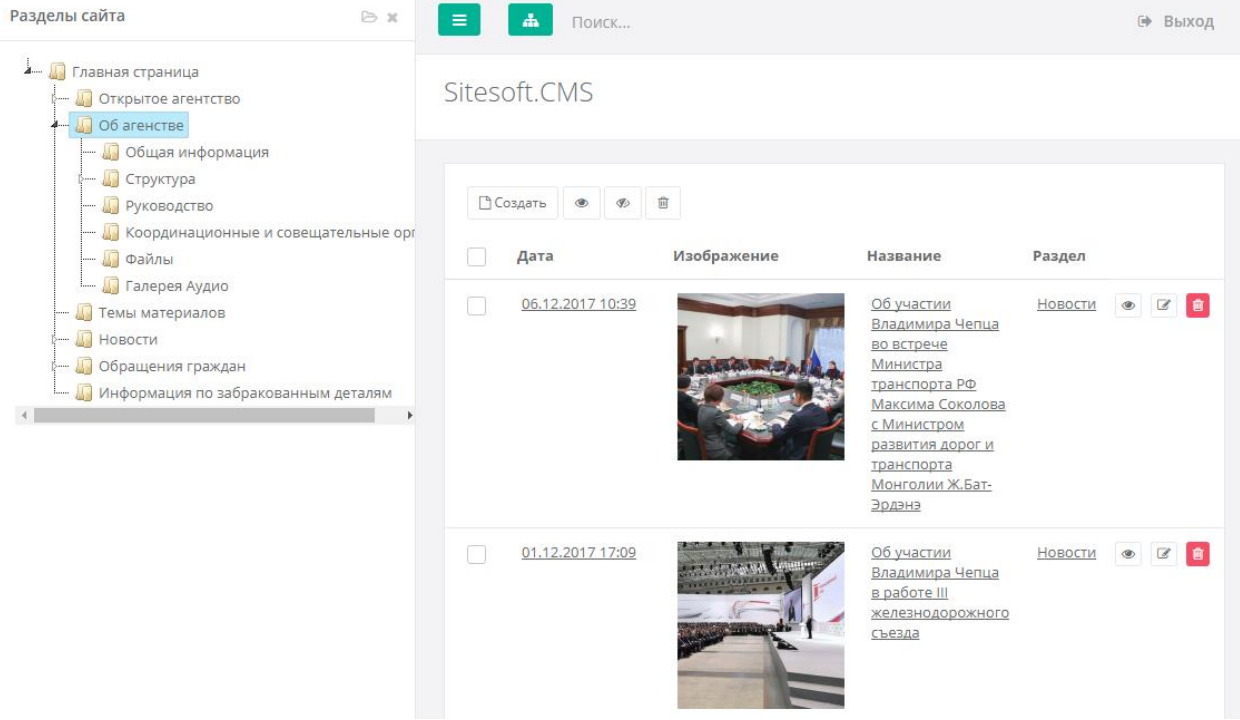 Разделы сайта
Главная страница
Открытое агентство
Об агенстве
Общая информация
Структура
Руководство
Координационные и совещательные орг
Файлы
Галерея Аудио
Темы материалов
Новости
Обращения граждан
Информация по забракованным деталям
Поиск...
Выход
Sitesoft.CMS
Создать
Дата Изображение Название Раздел
06.12.2017 10:39
Об участии
Владимира Чепца
во встрече
Министра
транспорта РФ
Максима Соколова
с Министром
развития дорог и
транспорта
Монголии Ж.Бат-
Эрдэнэ
Новости
01.12.2017 17:09
Об участии
Владимира Чепца
в работе III
железнодорожного
съезда
Новости